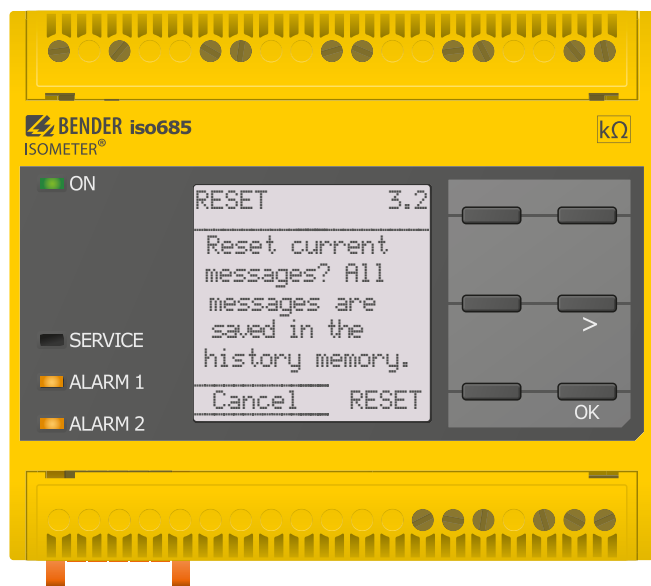 BENDER iso685
ISOMETER®
kΩ
ON
RESET 3.2
Reset current
messages? All
messages are
saved in the
history memory.
Cancel RESET
SERVICE
ALARM 1
ALARM 2
>
OK